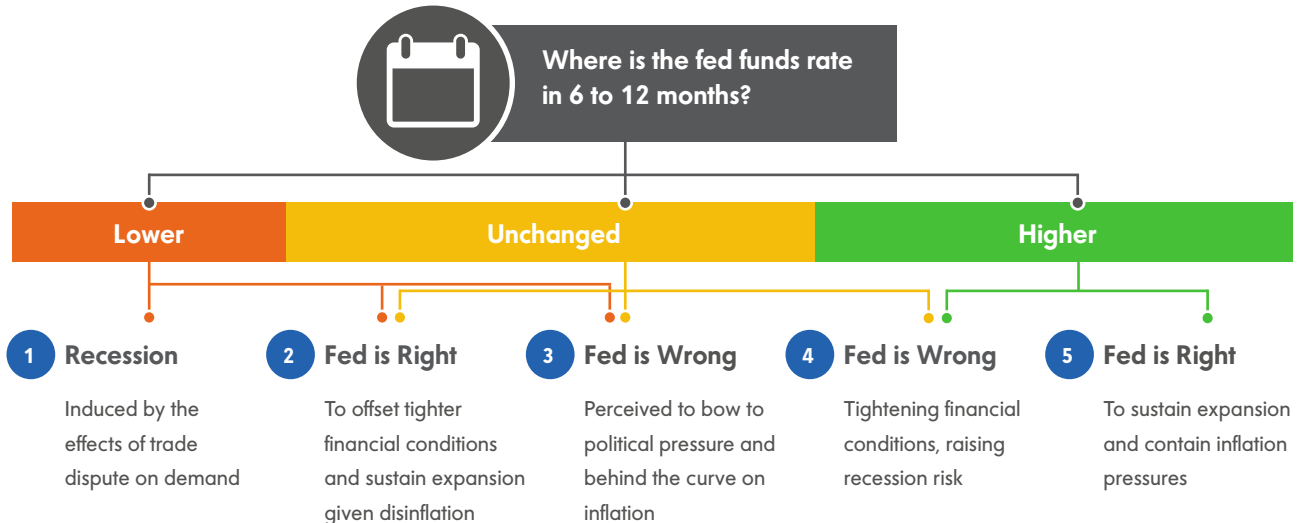 Where is the fed funds rate
in 6 to 12 months?
Lower
Unchanged
Higher
1 Recession
Induced by the
effects of trade
dispute on demand
2 Fed is Right
To offset tighter
financial conditions
and sustain expansion
given disinflation
3 Fed is Wrong
Perceived to bow to
political pressure and
behind the curve on
inflation
4 Fed is Wrong
Tightening financial
conditions, raising
recession risk
5 Fed is Right
To sustain expansion
and contain inflation
pressures